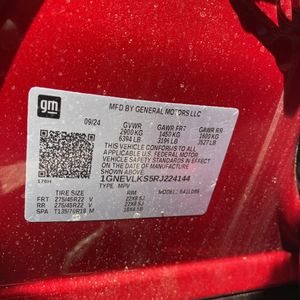 gm
MFD BY GENERAL MOTORS LLC
09/24 GVWR GAWR FRT GAWR RR
2900 KG 1450 KG 1600 KG
6394 LB 3196 LB 3527 LB
THIS VEHICLE CONFORMS TO ALL APPLICABLE U.S. FEDERAL MOTOR
VEHICLE SAFETY STANDARDS IN
EFFECT ON THE DATE OF
MANUFACTURE SHOWN ABOVE.
1GNEVLKS5RJ224144
TYPE: MPV
TIRE SIZE RIM
FRT 275/45R22 V 22X8.5J
RR 275/45R22 V 22X8.5J
SPA T135/70R18 M 18X4.5B